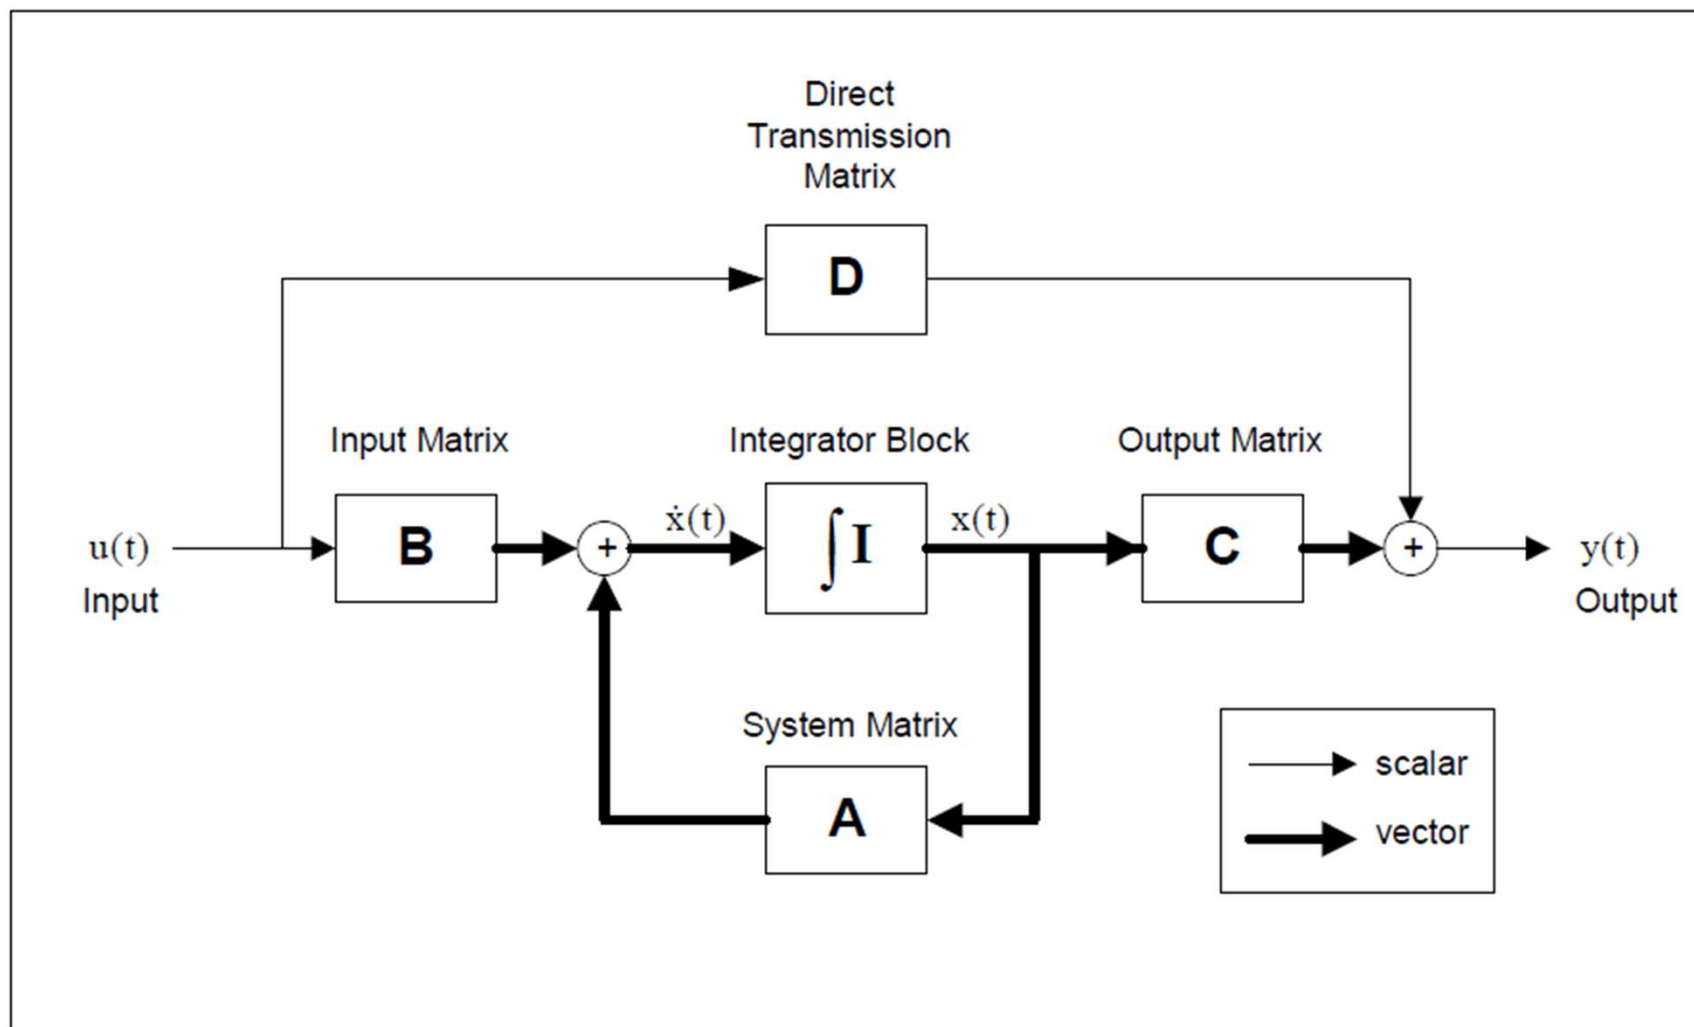 Direct
Transmission
Matrix
D
Input Matrix
Integrator Block
Output Matrix
u(t)
Input
B
+
ẋ(t)
∫I
x(t)
C
+
y(t)
Output
System Matrix
A
scalar
vector